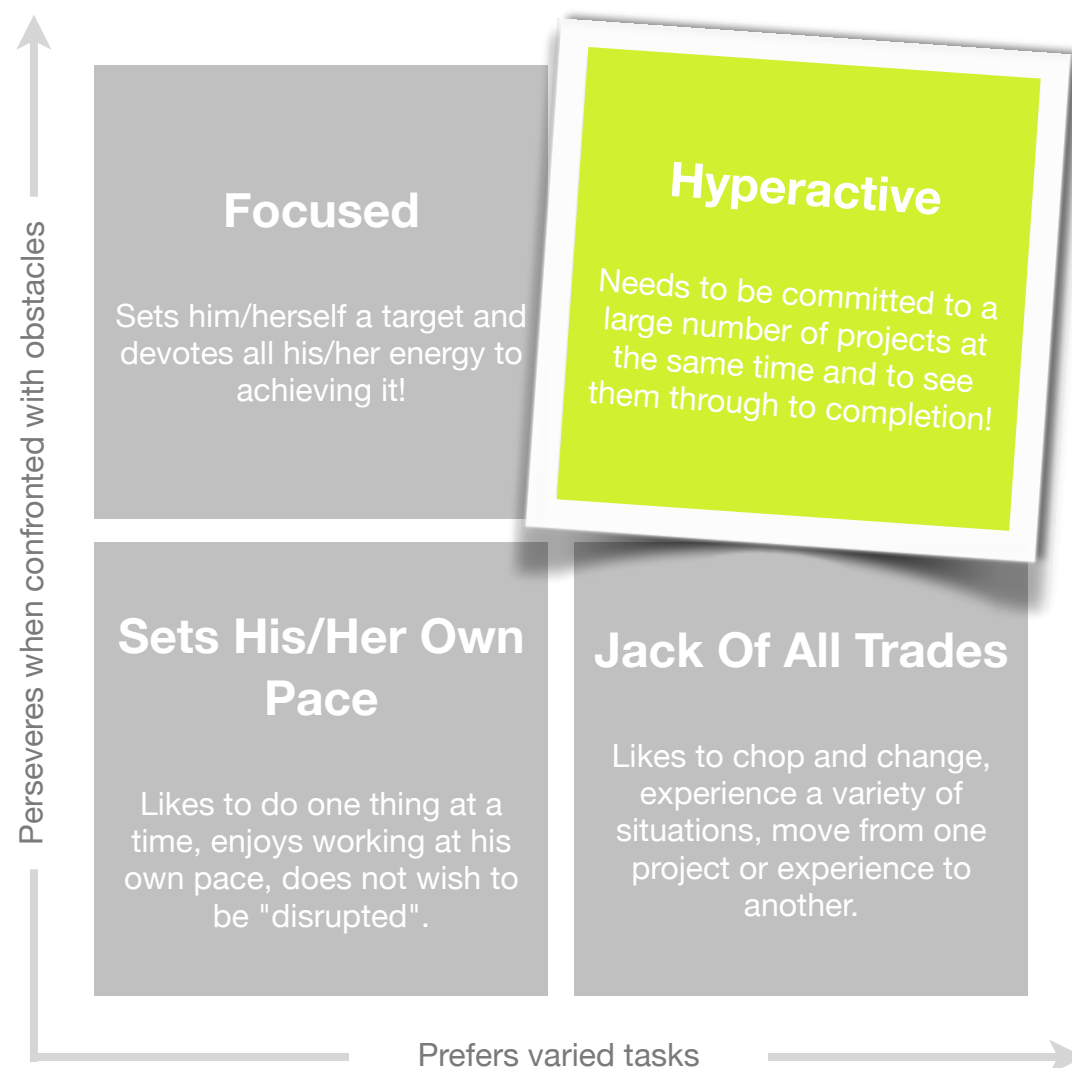 Perseveres when confronted with obstacles
Focused
Sets him/herself a target and
devotes all his/her energy to
achieving it!
Hyperactive
Needs to be committed to a
large number of projects at
the same time and to see
them through to completion!
Sets His/Her Own
Pace
Likes to do one thing at a
time, enjoys working at his
own pace, does not wish to
be "disrupted".
Jack Of All Trades
Likes to chop and change,
experience a variety of
situations, move from one
project or experience to
another.
Prefers varied tasks